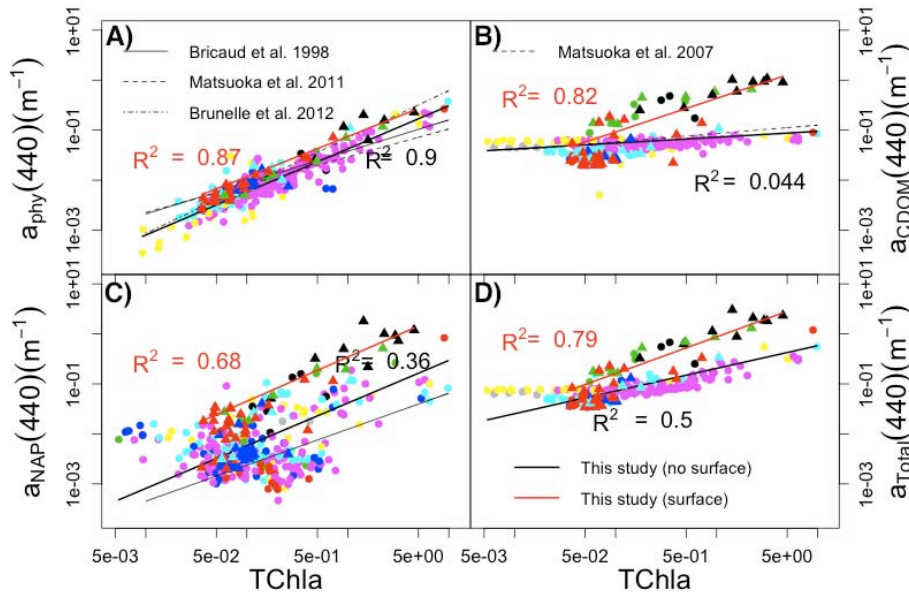 A)
Bricaud et al. 1998
Matsuoka et al. 2011
Brunelle et al. 2012
R² = 0.87
R² = 0.9
a_phy(440)(m⁻¹)
1e-03
B)
Matsuoka et al. 2007
R² = 0.82
R² = 0.044
1e+01
1e-01
1e-03
a_CDOM(440)(m⁻¹)
C)
R² = 0.68
R² = 0.36
a_NAP(440)(m⁻¹)
1e+01
1e-01
1e-03
5e-03 5e-02 5e-01 5e+00
TChla
D)
R² = 0.79
R² = 0.5
This study (no surface)
This study (surface)
1e+01
1e-01
1e-03
a_Total(440)(m⁻¹)
5e-03 5e-02 5e-01 5e+00
TChla
1e+01
1e-01